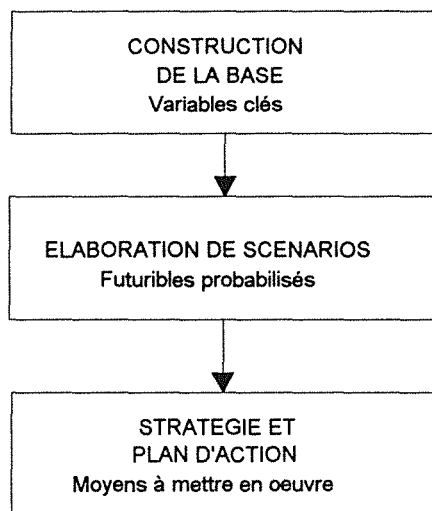 CONSTRUCTION
DE LA BASE
Variables clés
ELABORATION DE SCENARIOS
Futuribles probabilisés
STRATEGIE ET
PLAN D'ACTION
Moyens à mettre en oeuvre